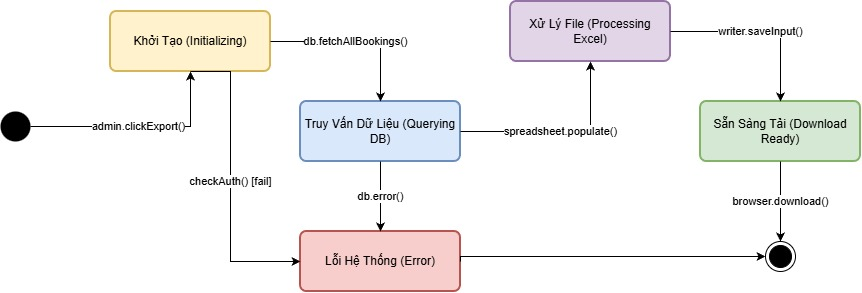 Khởi Tạo (Initializing)
db.fetchAllBookings()
Xử Lý File (Processing
Excel)
writer.saveInput()
admin.clickExport()
Truy Vấn Dữ Liệu (Querying
DB)
spreadsheet.populate()
Sẵn Sàng Tải (Download
Ready)
checkAuth() [fail]
db.error()
browser.download()
Lỗi Hệ Thống (Error)